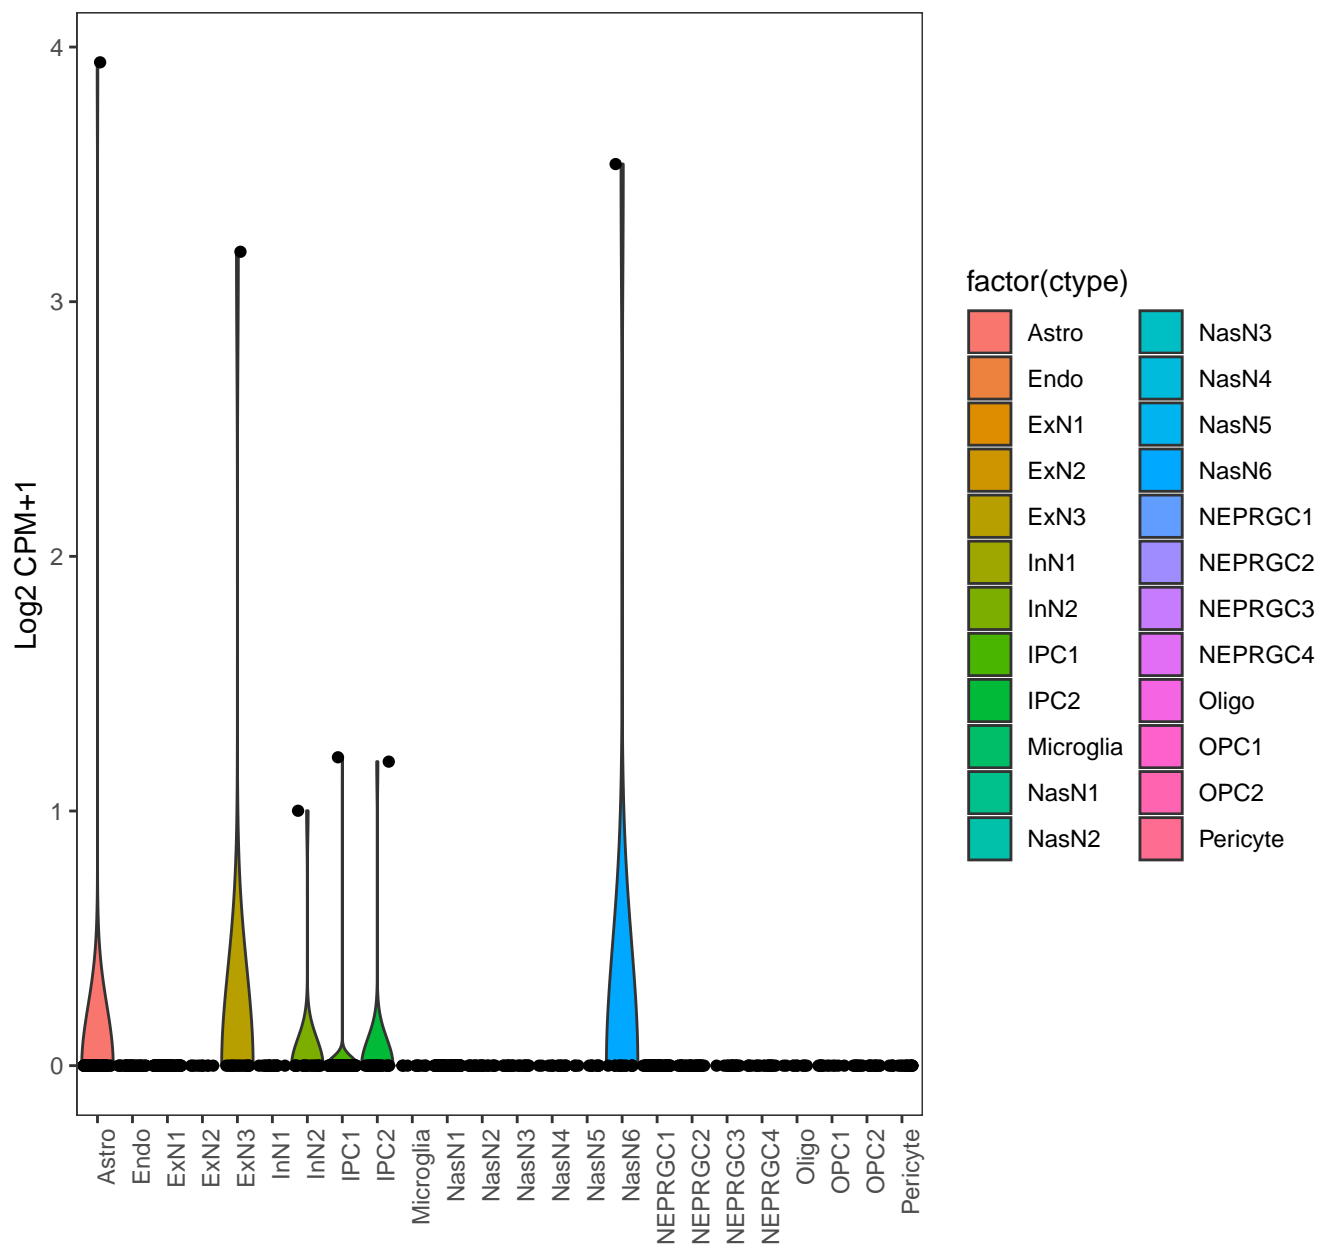 4
3
2
1
0
Log2 CPM+1
Astro
Endo
ExN1
ExN2
ExN3
InN1
InN2
IPC1
IPC2
Microglia
NasN1
NasN2
NasN3
NasN4
NasN5
NasN6
NEPRGC1
NEPRGC2
NEPRGC3
NEPRGC4
Oligo
OPC1
OPC2
Pericyte
factor(ctype)
Astro
Endo
ExN1
ExN2
ExN3
InN1
InN2
IPC1
IPC2
Microglia
NasN1
NasN2
NasN3
NasN4
NasN5
NasN6
NEPRGC1
NEPRGC2
NEPRGC3
NEPRGC4
Oligo
OPC1
OPC2
Pericyte